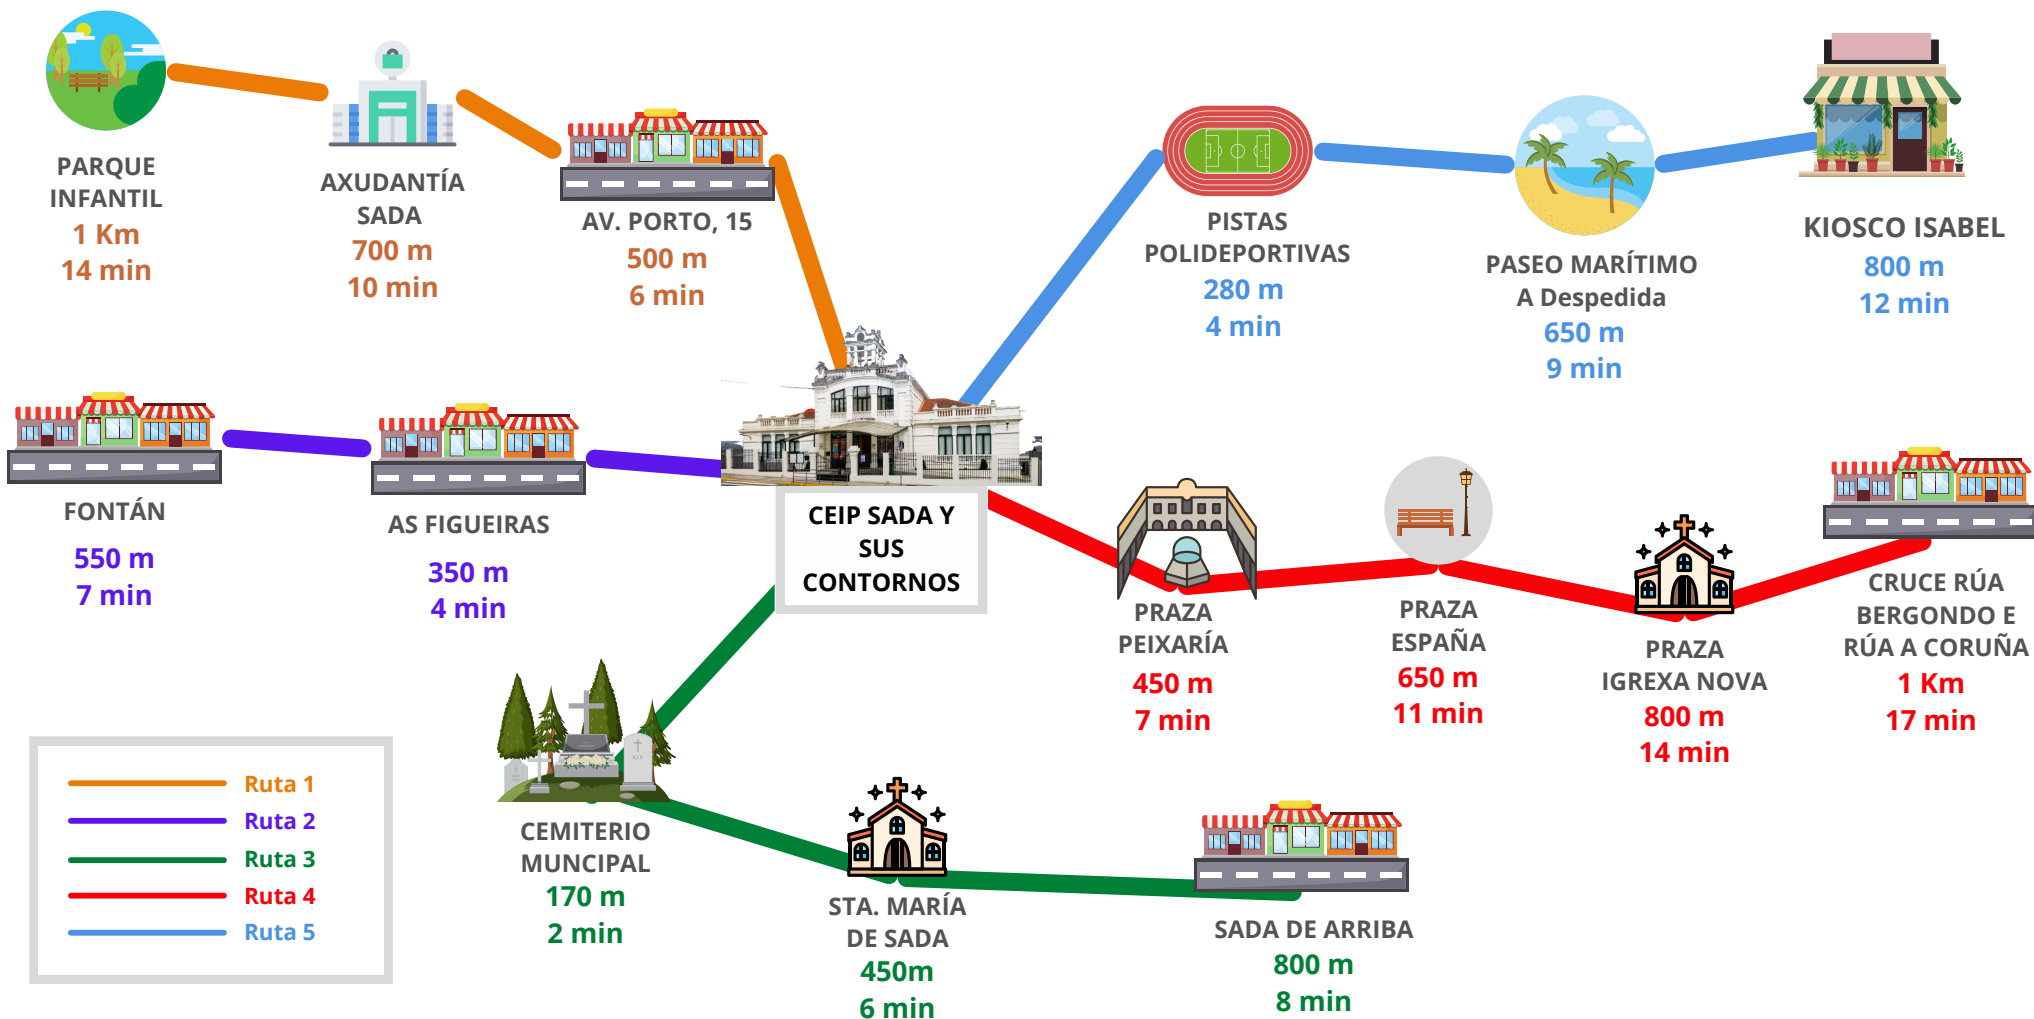 PARQUE
INFANTIL
1 Km
14 min
AXUDANTÍA
SADA
700 m
10 min
AV. PORTO, 15
500 m
6 min
PISTAS
POLIDEPORTIVAS
280 m
4 min
PASEO MARÍTIMO
A Despedida
650 m
9 min
KIOSCO ISABEL
800 m
12 min
FONTÁN
550 m
7 min
AS FIGUEIRAS
350 m
4 min
CEIP SADA Y
SUS
CONTORNOS
PRAZA
PEIXARÍA
450 m
7 min
PRAZA
ESPAÑA
650 m
11 min
PRAZA
IGREXA NOVA
800 m
14 min
CRUCE RÚA
BERGONDO E
RÚA A CORUÑA
1 Km
17 min
CEMITERIO
MUNCIPAL
170 m
2 min
STA. MARÍA
DE SADA
450m
6 min
SADA DE ARRIBA
800 m
8 min
Ruta 1
Ruta 2
Ruta 3
Ruta 4
Ruta 5